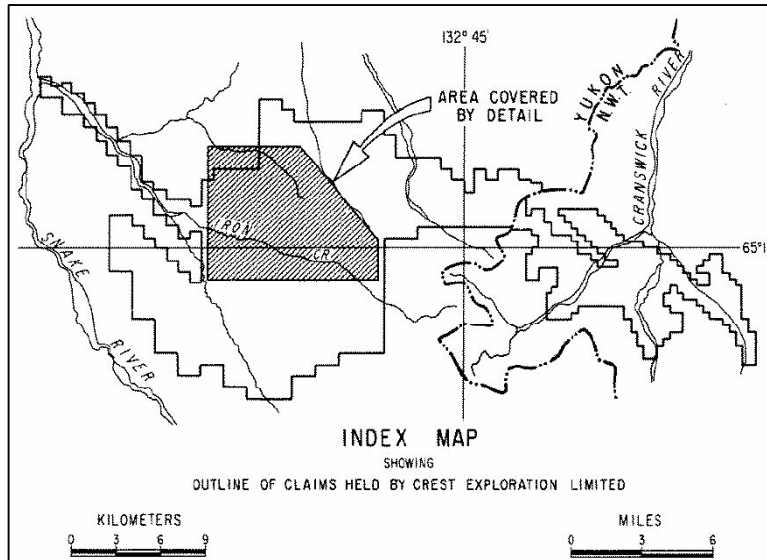 132° 45'
YUKON
N.W.T.
RIVER
CRANSWICK
AREA COVERED
BY DETAIL
IRON
CR.
SNAKE
RIVER
65°1
INDEX MAP
SHOWING
OUTLINE OF CLAIMS HELD BY CREST EXPLORATION LIMITED
KILOMETERS
0 3 6 9
MILES
0 3 6